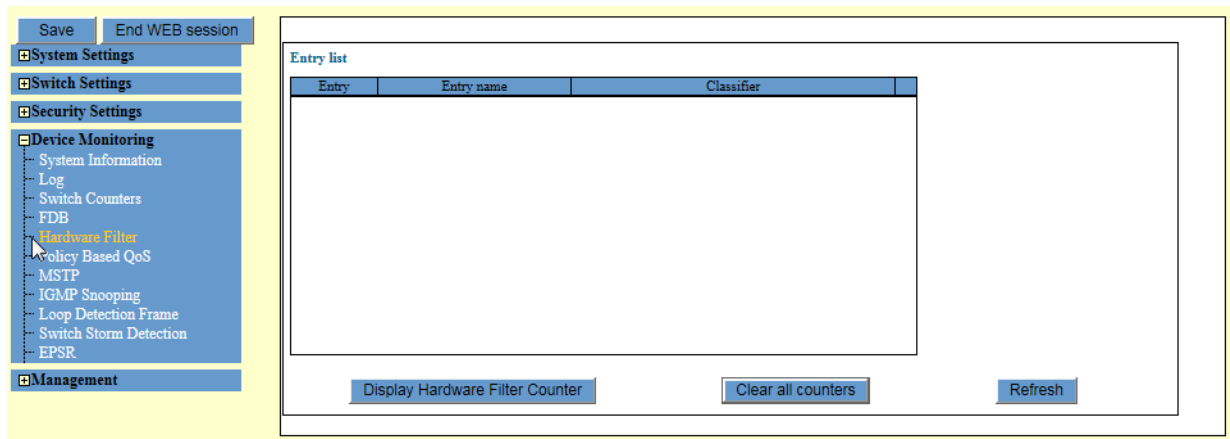 Save
End WEB session
System Settings
Switch Settings
Security Settings
Device Monitoring
System Information
Log
Switch Counters
FDB
Hardware Filter
Policy Based QoS
MSTP
IGMP Snooping
Loop Detection Frame
Switch Storm Detection
EPSR
Management
Entry list
Entry Entry name Classifier
Display Hardware Filter Counter
Clear all counters
Refresh